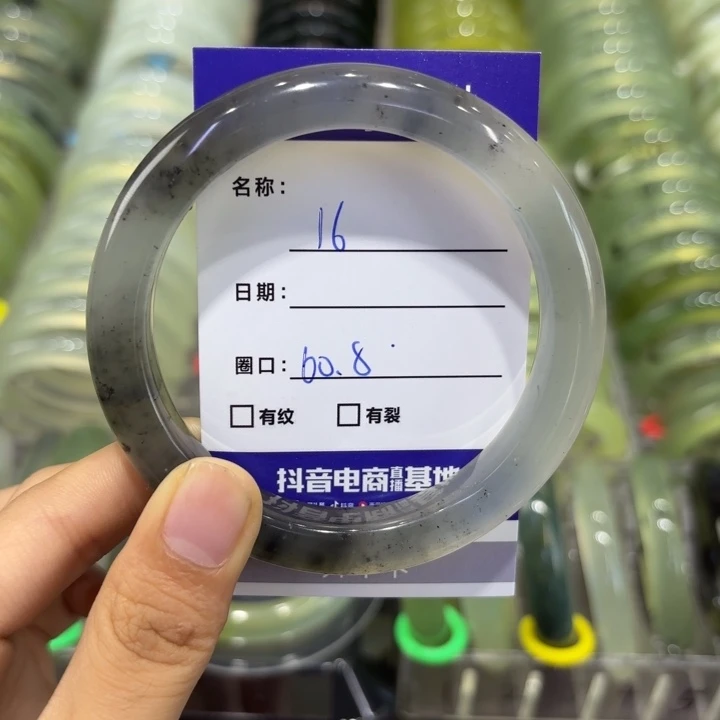 名称：
16
日期：
圈口：60.8
有纹 有裂
抖音电商直播基地